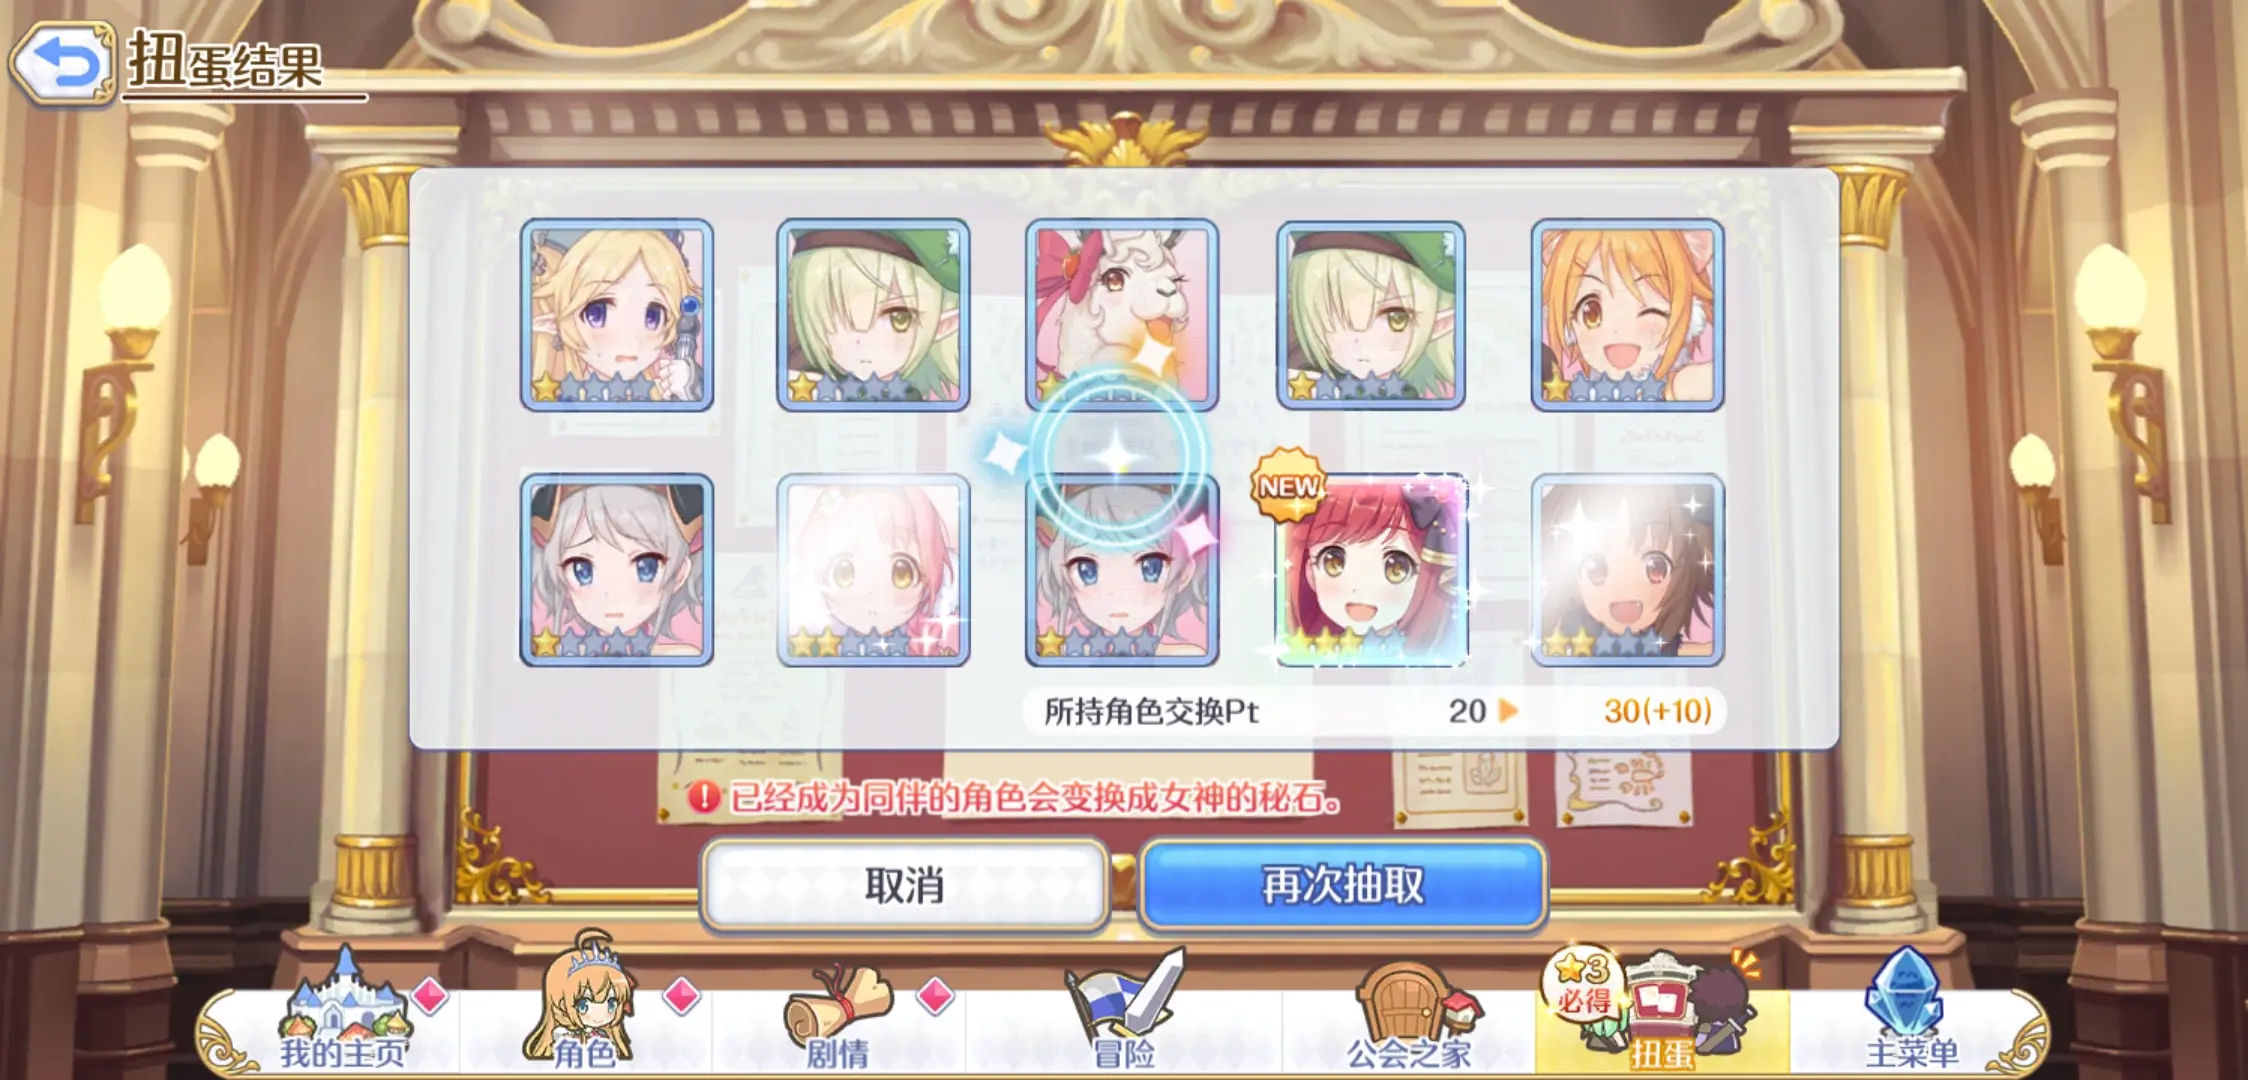 扭蛋结果
NEW
所持角色交换Pt 20 30(+10)
已经成为同伴的角色会变换成女神的秘石。
取消
再次抽取
3
必得
我的主页
角色
剧情
冒险
公会之家
扭蛋
主菜单